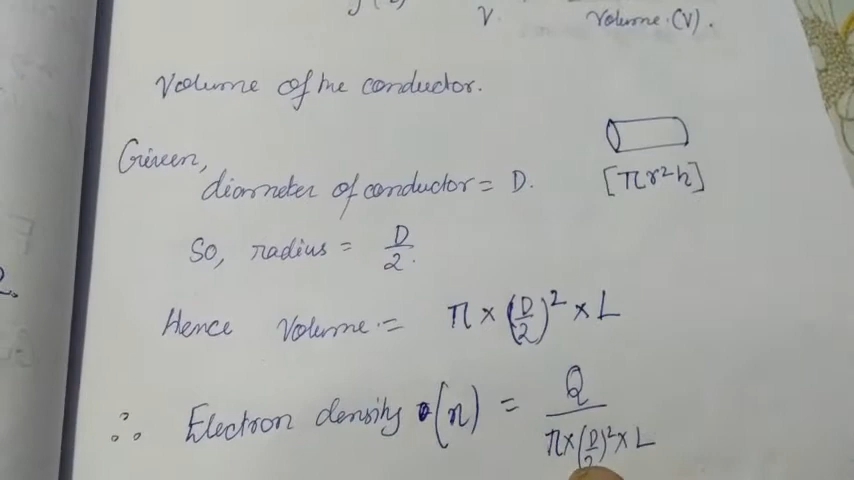 V. Volume.(V).
Volume of the conductor.
Given,
diameter of conductor = D. [πr²h]
So, radius = D/2.
Hence Volume.= π × (D/2)² × L
∴ Electron density (n) = Q / π×(D/2)²× L